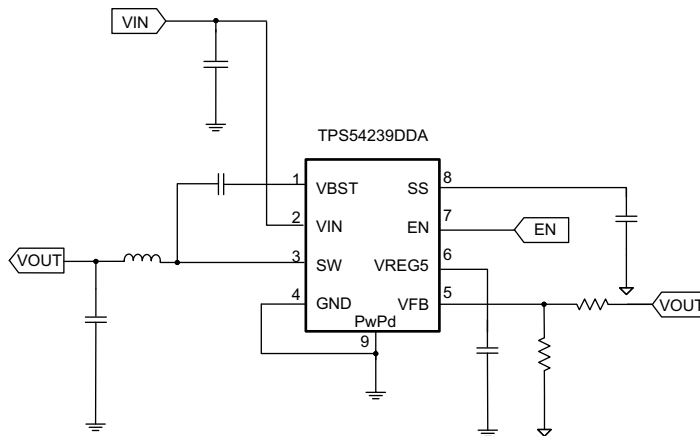 VIN
TPS54239DDA
1
VBST
SS
8
2
VIN
EN
7
EN
VOUT
3
SW
VREG5
6
4
GND
VFB
5
VOUT
PwPd
9